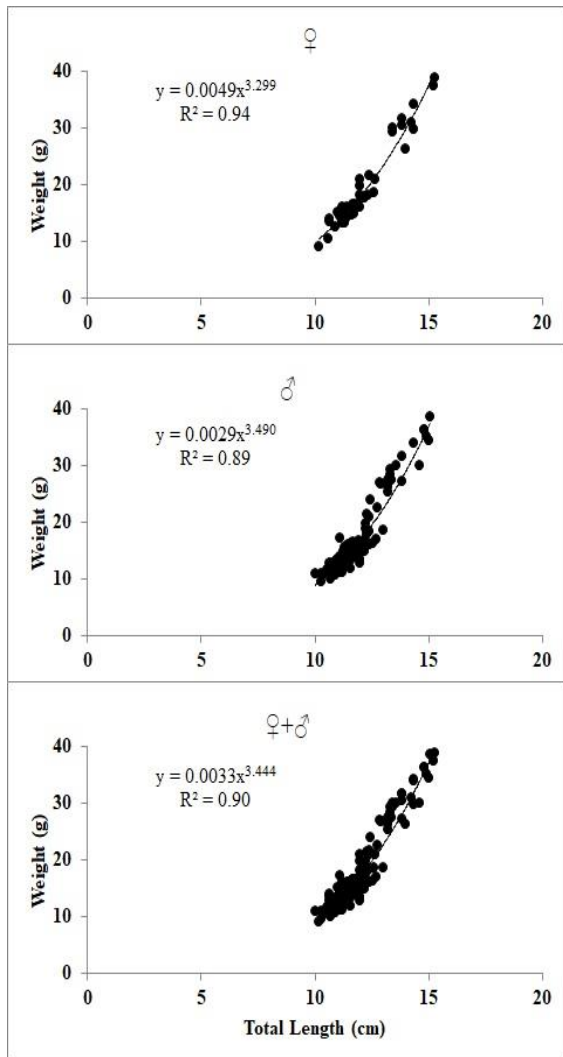 ♀
y = 0.0049x^3.299
R² = 0.94
Weight (g)
40
30
20
10
0
0 5 10 15 20
♂
y = 0.0029x^3.490
R² = 0.89
Weight (g)
40
30
20
10
0
0 5 10 15 20
♀+♂
y = 0.0033x^3.444
R² = 0.90
Weight (g)
40
30
20
10
0
0 5 10 15 20
Total Length (cm)